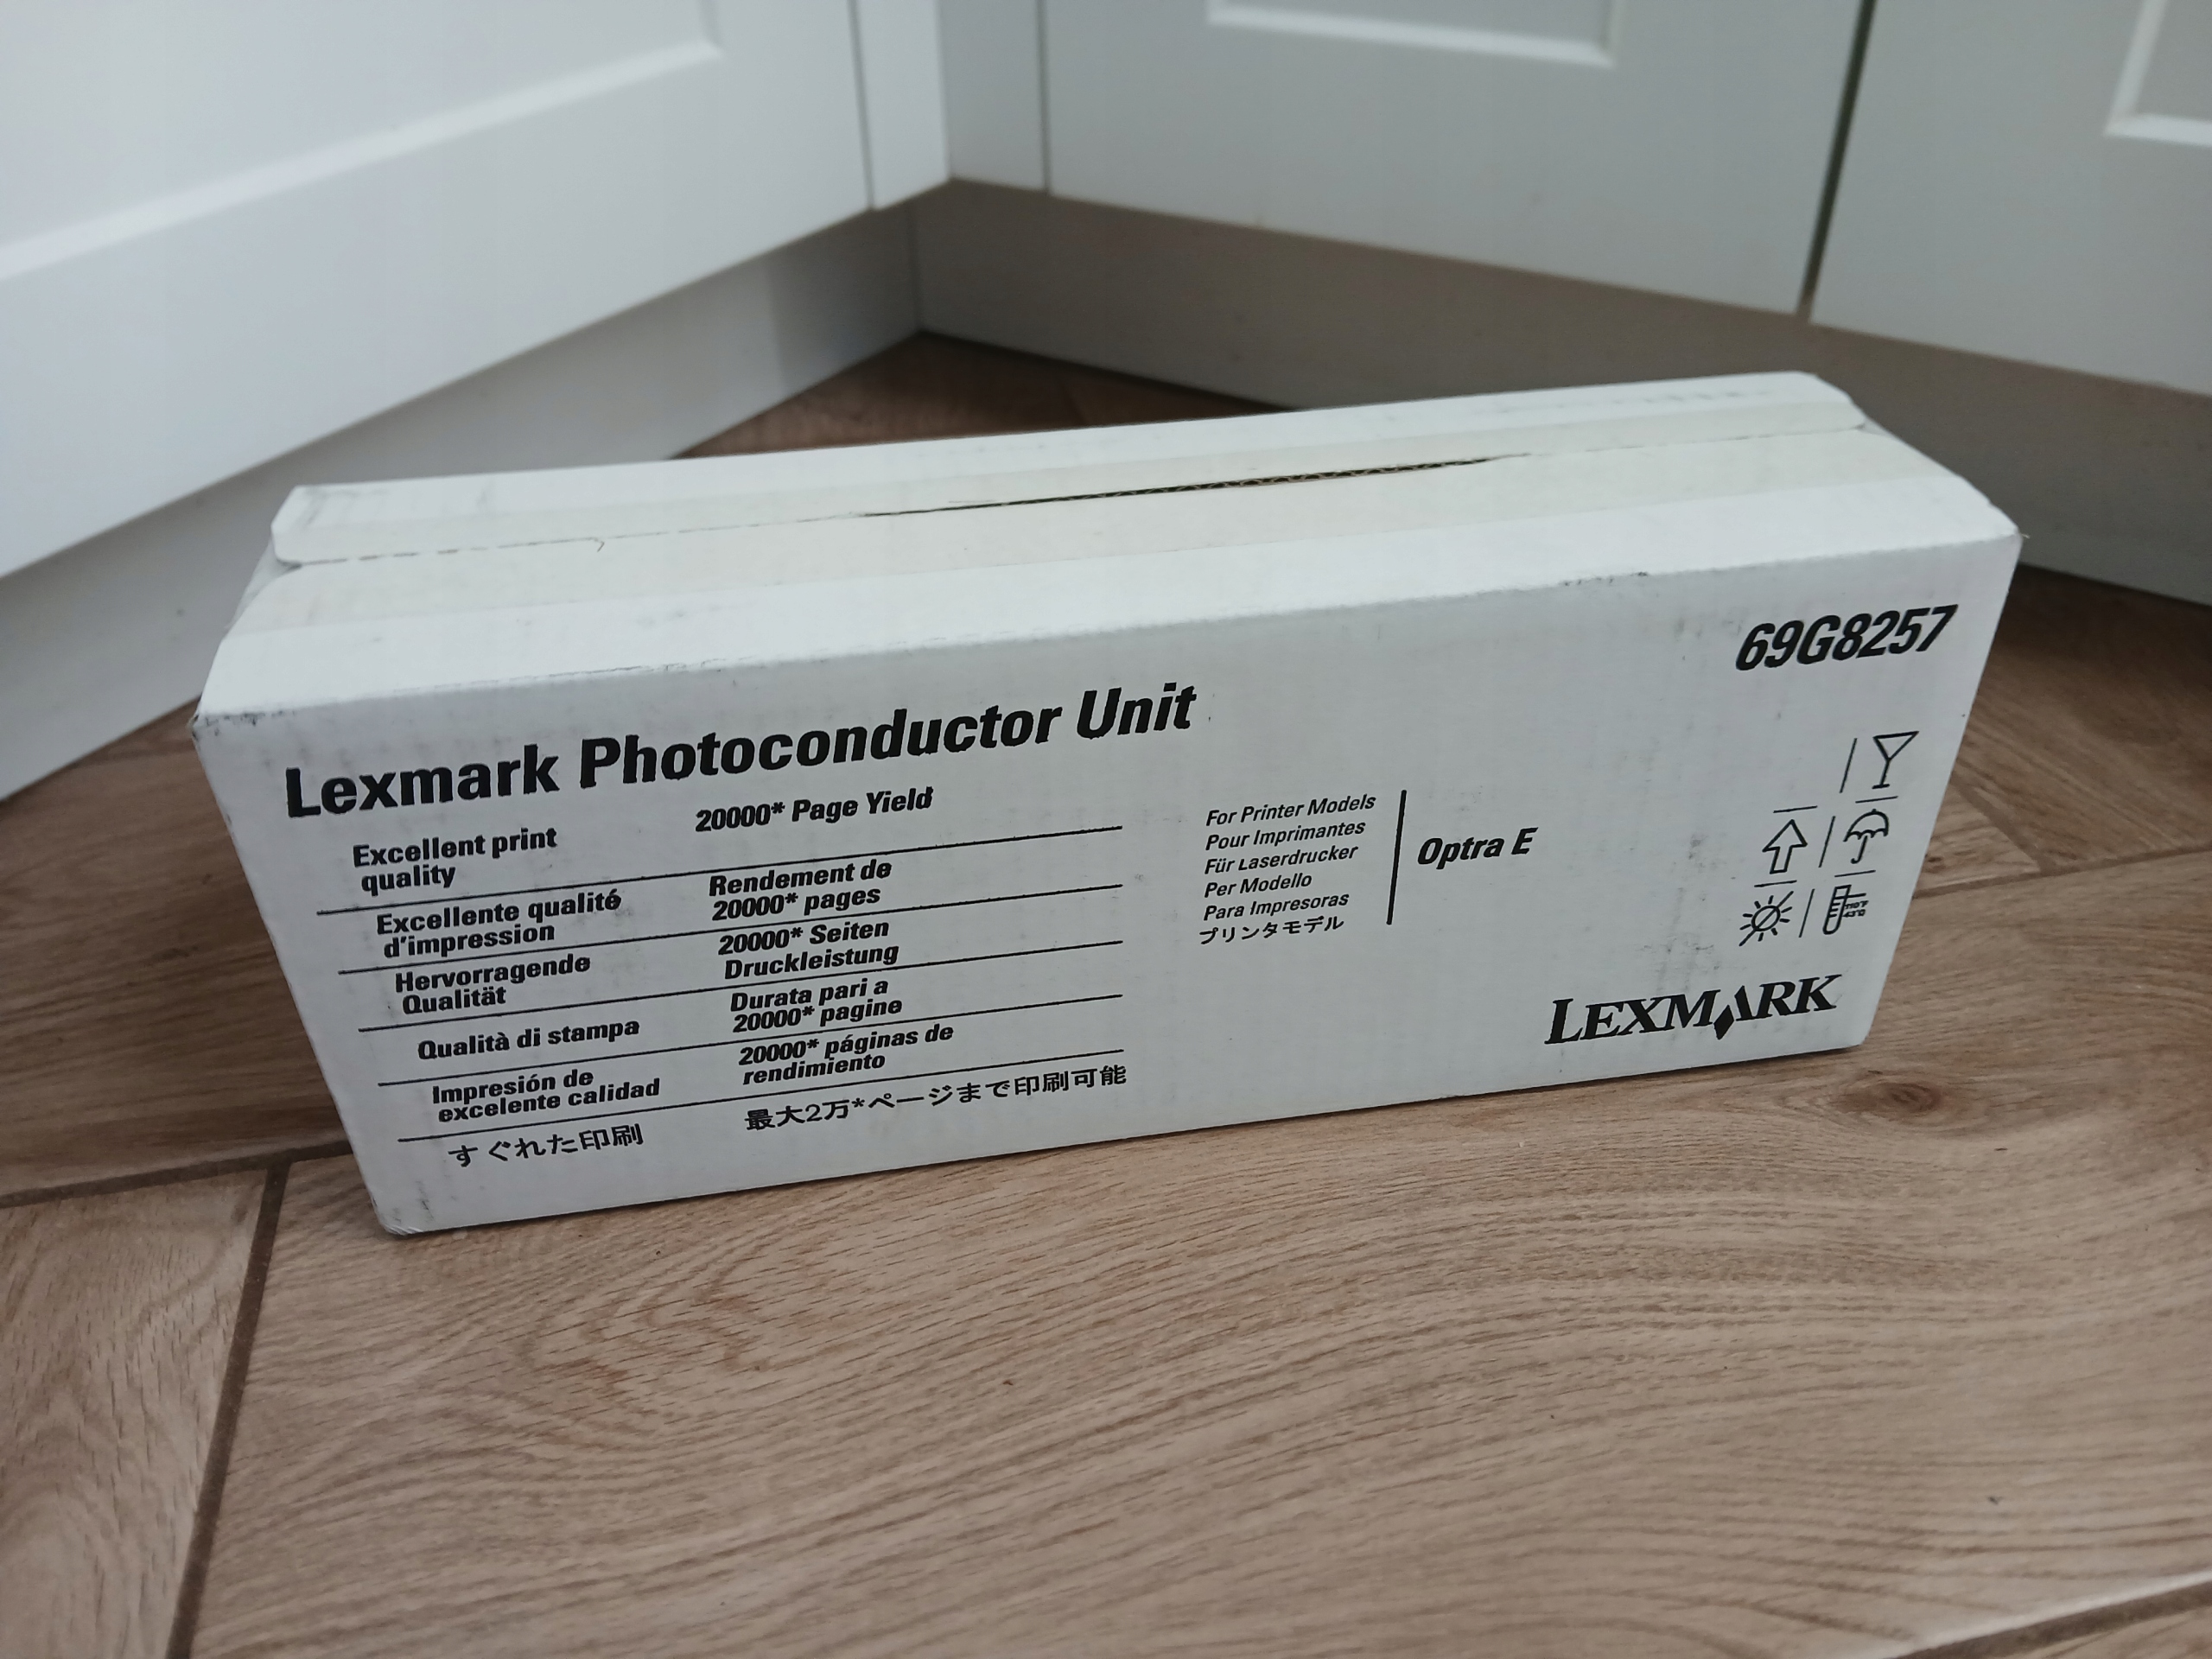 69G8257
Lexmark Photoconductor Unit
Excellent print
quality
20000* Page Yield
Excellente qualité
d'impression
Rendement de
20000* pages
Hervorragende
Qualität
20000* Seiten
Druckleistung
Qualità di stampa
Durata pari a
20000* pagine
Impresión de
excelente calidad
20000* páginas de
rendimiento
すぐれた印刷
最大2万*ページまで印刷可能
For Printer Models
Pour Imprimantes
Für Laserdrucker
Per Modello
Para Impresoras
プリンタモデル
Optra E
110°F
43°C
LEXMARK